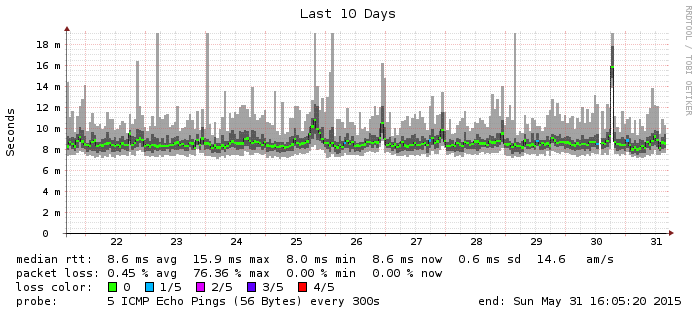 Last 10 Days
RRDTOOL / TOBI OETIKER
Seconds
18 m
16 m
14 m
12 m
10 m
8 m
6 m
4 m
2 m
0
22 23 24 25 26 27 28 29 30 31
median rtt: 8.6 ms avg 15.9 ms max 8.0 ms min 8.6 ms now 0.6 ms sd 14.6 am/s
packet loss: 0.45 % avg 76.36 % max 0.00 % min 0.00 % now
loss color: 0 1/5 2/5 3/5 4/5
probe: 5 ICMP Echo Pings (56 Bytes) every 300s end: Sun May 31 16:05:20 2015